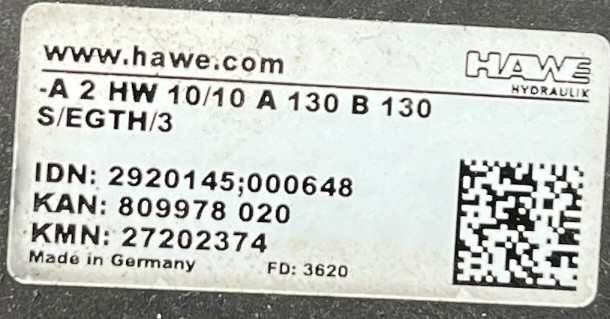 www.hawe.com
HAWE
HYDRAULIK
-A 2 HW 10/10 A 130 B 130
S/EGTH/3
IDN: 2920145;000648
KAN: 809978 020
KMN: 27202374
Made in Germany FD: 3620